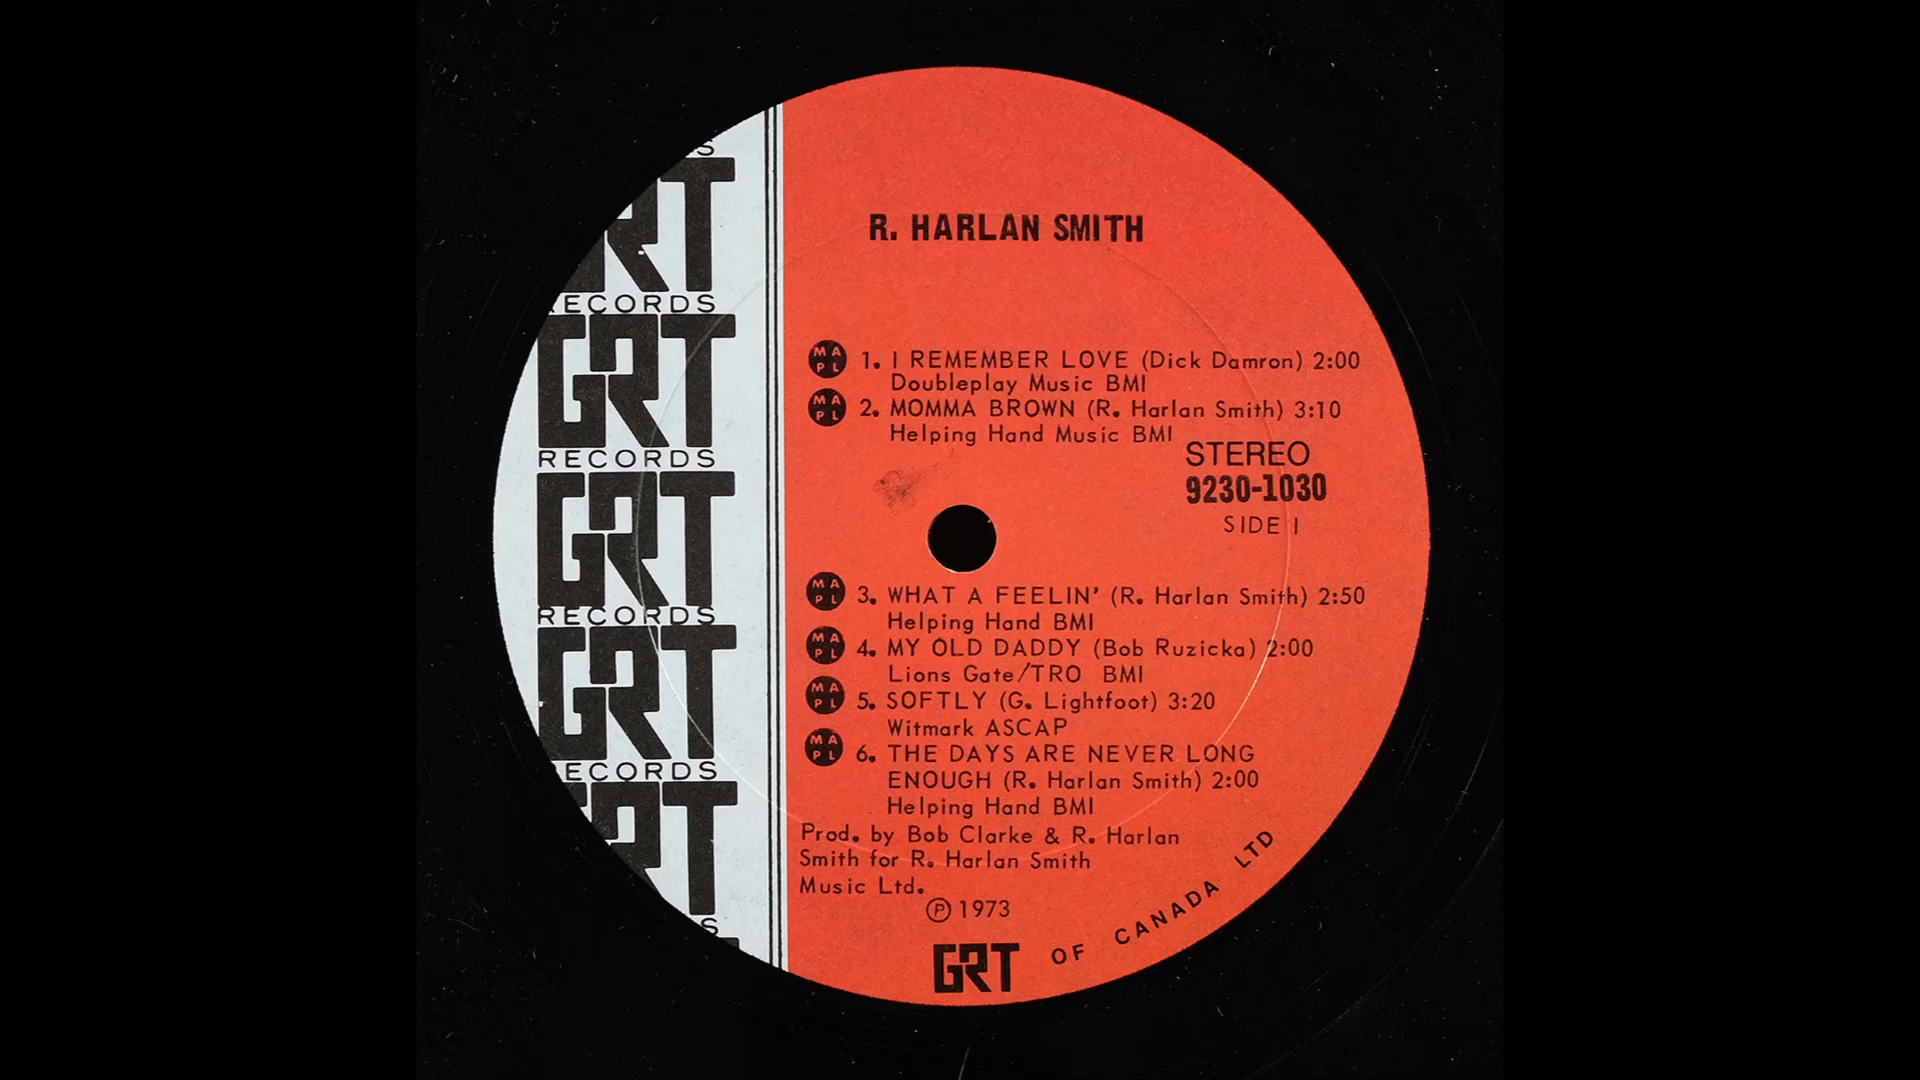 S
GRT
RECORDS
GRT
RECORDS
GRT
RECORDS
GRT
RECORDS
GRT
S
R. HARLAN SMITH
MA PL 1. I REMEMBER LOVE (Dick Damron) 2:00
Doubleplay Music BMI
MA PL 2. MOMMA BROWN (R. Harlan Smith) 3:10
Helping Hand Music BMI
STEREO
9230-1030
SIDE I
MA PL 3. WHAT A FEELIN' (R. Harlan Smith) 2:50
Helping Hand BMI
MA PL 4. MY OLD DADDY (Bob Ruzicka) 2:00
Lions Gate/TRO BMI
MA PL 5. SOFTLY (G. Lightfoot) 3:20
Witmark ASCAP
MA PL 6. THE DAYS ARE NEVER LONG
ENOUGH (R. Harlan Smith) 2:00
Helping Hand BMI
Prod. by Bob Clarke & R. Harlan
Smith for R. Harlan Smith
Music Ltd.
℗ 1973
GRT OF CANADA LTD